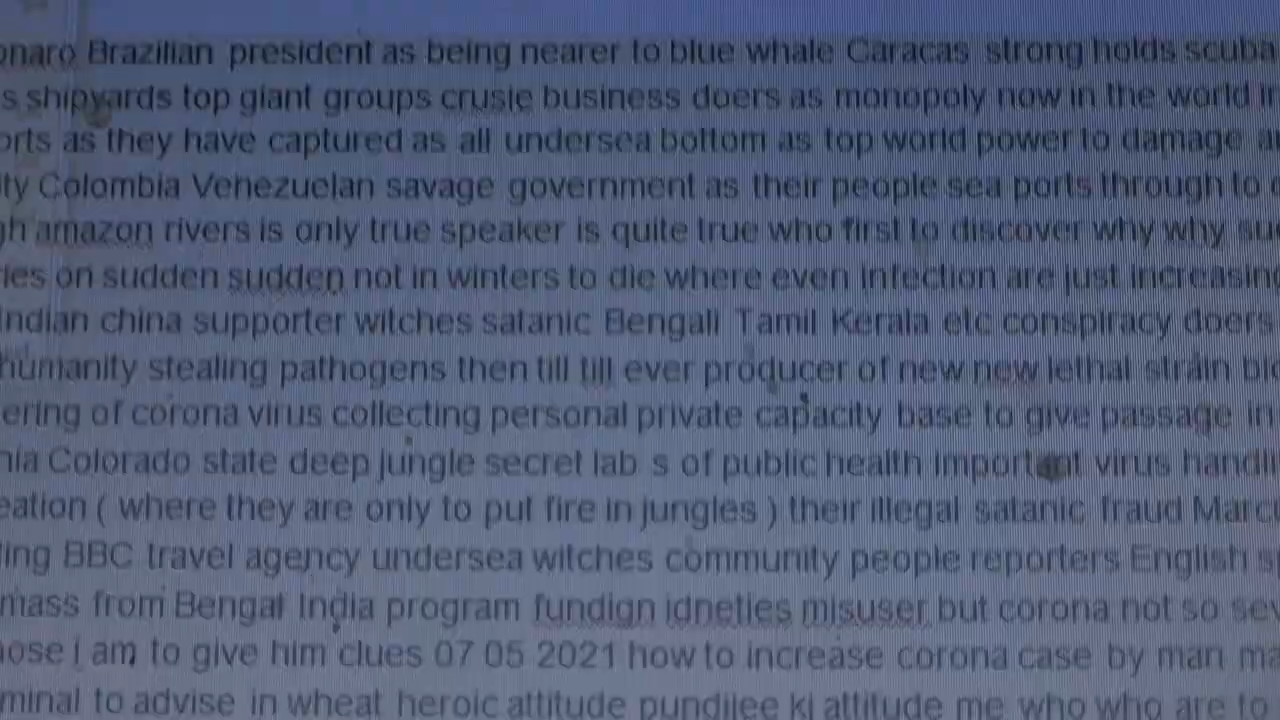 onaro Brazilian president as being nearer to blue whale Caracas strong holds scuba
s shipyards top giant groups crusie business doers as monopoly now in the world in
orts as they have captured as all undersea bottom as top world power to damage a
ity Colombia Venezuelan savage government as their people sea ports through to
gh amazon rivers is only true speaker is quite true who first to discover why why su
ies on sudden sudden not in winters to die where even infection are just increasing
indian china supporter witches satanic Bengali Tamil Kerala etc conspiracy doers
humanity stealing pathogens then till till ever producer of new new lethal strain bi
ering of corona virus collecting personal private capacity base to give passage in
nia Colorado state deep jungle secret lab s of public health important virus handli
eation ( where they are only to put fire in jungles ) their illegal satanic fraud Marc
ling BBC travel agency undersea witches community people reporters English s
mass from Bengal India program fundign idneties misuser but corona not so sev
hose i am to give him clues 07 05 2021 how to increase corona case by man ma
minal to advise in wheat heroic attitude pundijee ki attitude me who who are to